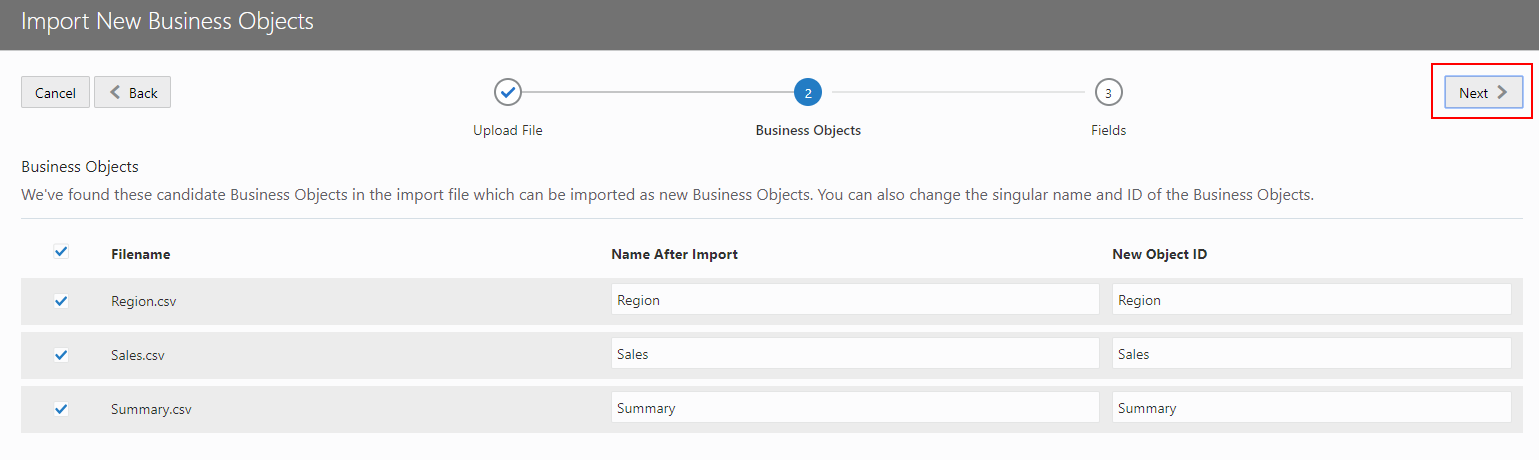 Import New Business Objects
Cancel Back 2 3 Next
Upload File Business Objects Fields
Business Objects
We've found these candidate Business Objects in the import file which can be imported as new Business Objects. You can also change the singular name and ID of the Business Objects.
Filename Name After Import New Object ID
Region.csv Region Region
Sales.csv Sales Sales
Summary.csv Summary Summary